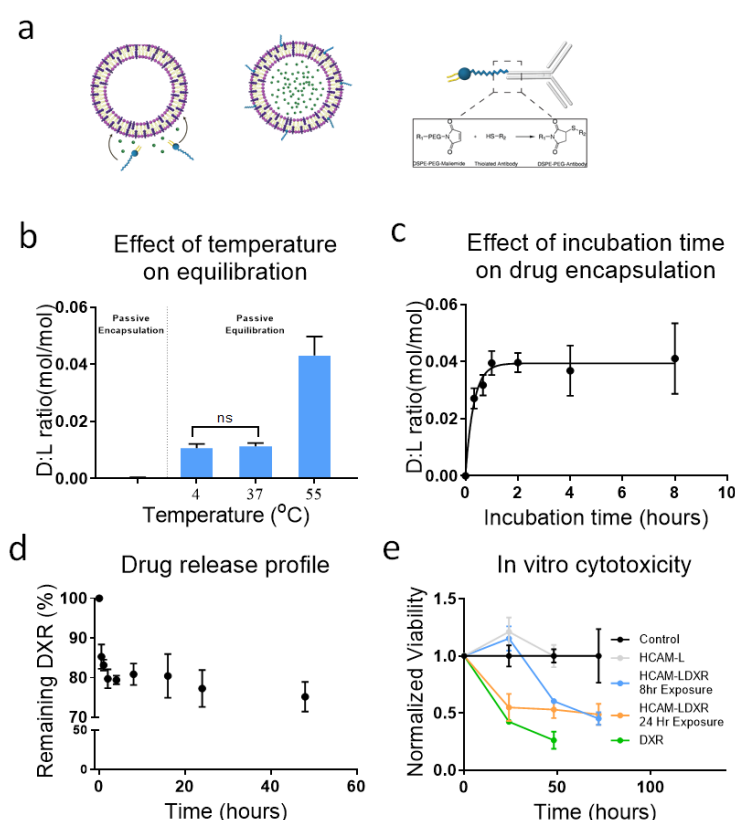 a
R₁-PEG-N
O
O
+
HS-R₂
R₁-N
O
S
R₂
O
DSPE-PEG-Maleimide
Thiolated Antibody
DSPE-PEG-Antibody
b
Effect of temperature
on equilibration
Passive
Encapsulation
Passive
Equilibration
ns
D:L ratio(mol/mol)
0.06
0.04
0.02
0.00
4
37
55
Temperature (°C)
c
Effect of incubation time
on drug encapsulation
D:L ratio(mol/mol)
0.06
0.04
0.02
0.00
0
2
4
6
8
10
Incubation time (hours)
d
Drug release profile
Remaining DXR (%)
100
90
80
70
50
0
0
20
40
60
Time (hours)
e
In vitro cytotoxicity
Normalized Viability
1.5
1.0
0.5
0.0
0
50
100
Time (hours)
Control
HCAM-L
HCAM-LDXR
8hr Exposure
HCAM-LDXR
24 Hr Exposure
DXR